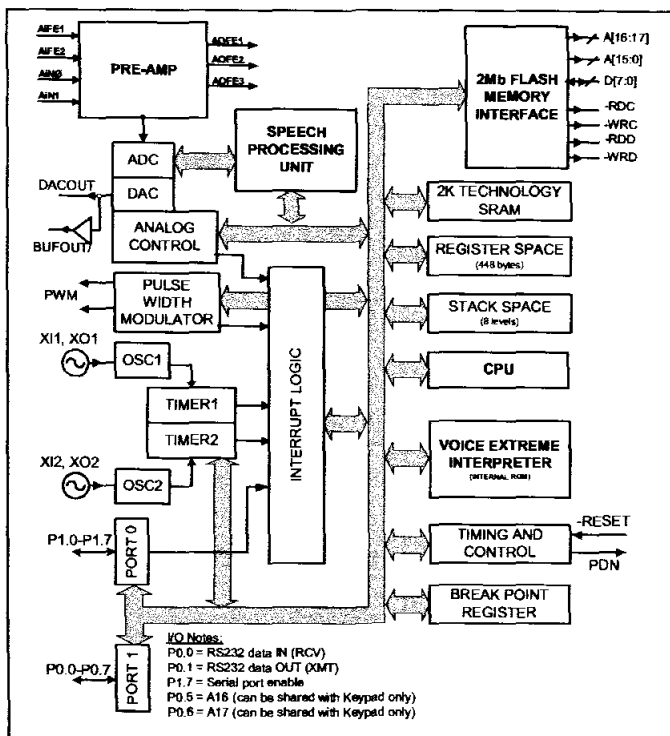 AIFE1
AIFE2
AIN0
AIN1
PRE-AMP
AOFE1
AOFE2
AOFE3
ADC
DAC
ANALOG
CONTROL
DACOUT
BUFOUT/
PWM
PULSE
WIDTH
MODULATOR
SPEECH
PROCESSING
UNIT
XI1, XO1
OSC1
TIMER1
TIMER2
XI2, XO2
OSC2
INTERRUPT LOGIC
P1.0-P1.7
PORT 0
P0.0-P0.7
PORT 1
2Mb FLASH
MEMORY
INTERFACE
A[16:17]
A[15:0]
D[7:0]
-RDC
-WRC
-RDD
-WRD
2K TECHNOLOGY
SRAM
REGISTER SPACE
(448 bytes)
STACK SPACE
(8 levels)
CPU
VOICE EXTREME
INTERPRETER
(INTERNAL ROM)
TIMING AND
CONTROL
-RESET
PDN
BREAK POINT
REGISTER
I/O Notes:
P0.0 = RS232 data IN (RCV)
P0.1 = RS232 data OUT (XMT)
P1.7 = Serial port enable
P0.5 = A16 (can be shared with Keypad only)
P0.6 = A17 (can be shared with Keypad only)